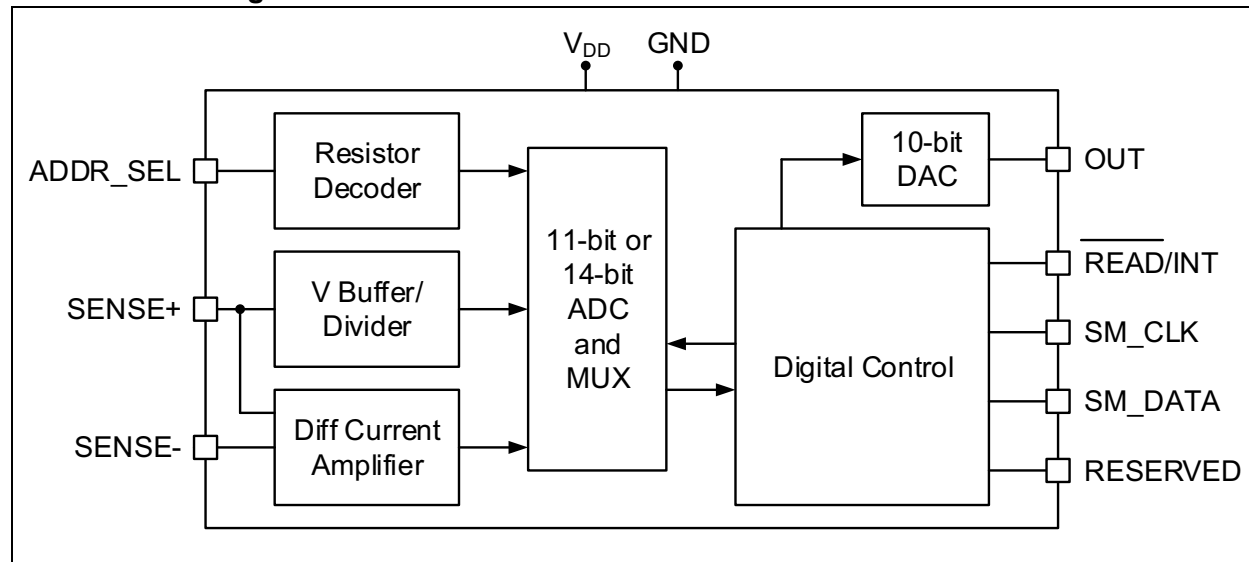 V_DD GND
ADDR_SEL
Resistor
Decoder
SENSE+
V Buffer/
Divider
SENSE-
Diff Current
Amplifier
11-bit or
14-bit
ADC
and
MUX
Digital Control
10-bit
DAC
OUT
READ/INT
SM_CLK
SM_DATA
RESERVED